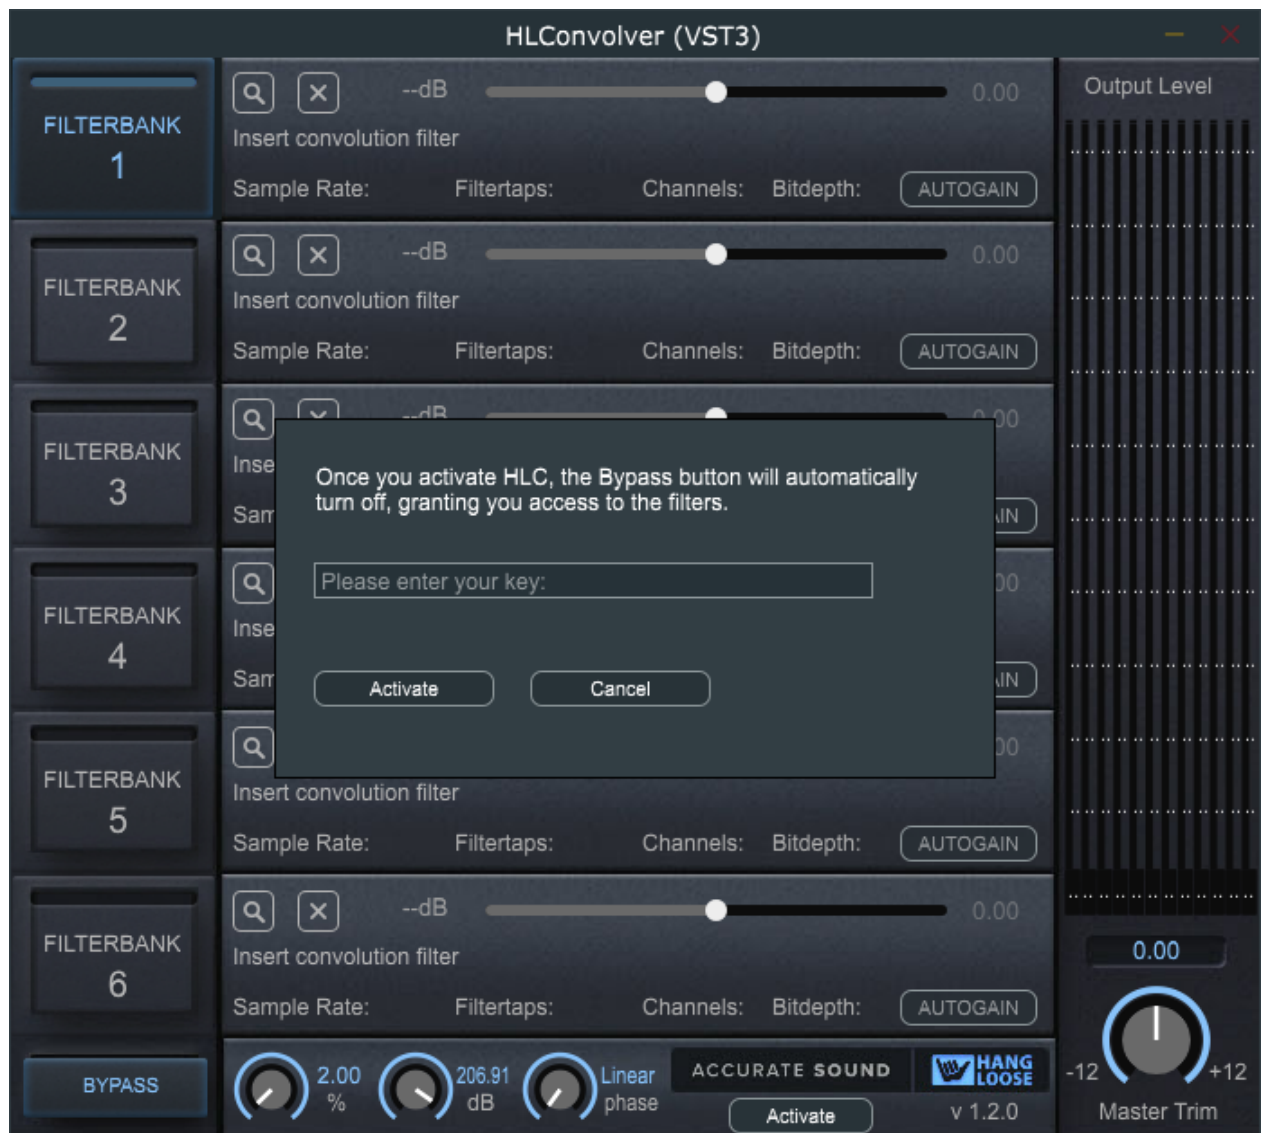 HLConvolver (VST3)
FILTERBANK
1
--dB
0.00
Insert convolution filter
Sample Rate: Filtertaps: Channels: Bitdepth: AUTOGAIN
Output Level
FILTERBANK
2
--dB
0.00
Insert convolution filter
Sample Rate: Filtertaps: Channels: Bitdepth: AUTOGAIN
FILTERBANK
3
Once you activate HLC, the Bypass button will automatically
turn off, granting you access to the filters.
Please enter your key:
Activate Cancel
FILTERBANK
4
FILTERBANK
5
Insert convolution filter
Sample Rate: Filtertaps: Channels: Bitdepth: AUTOGAIN
FILTERBANK
6
--dB
0.00
Insert convolution filter
Sample Rate: Filtertaps: Channels: Bitdepth: AUTOGAIN
BYPASS
2.00
%
206.91
dB
Linear
phase
ACCURATE SOUND
HANG
LOOSE
Activate
v 1.2.0
0.00
-12 +12
Master Trim